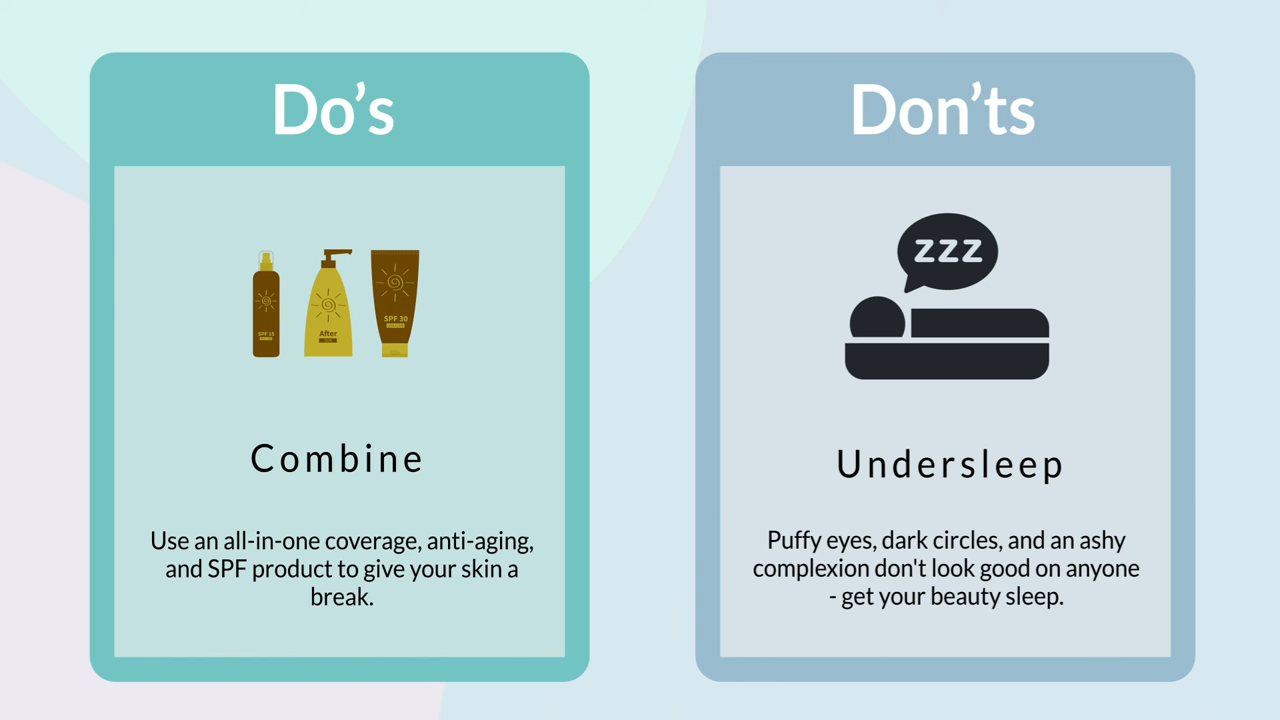 Do’s
SPF 15
After
SPF 30
Combine
Use an all-in-one coverage, anti-aging,
and SPF product to give your skin a
break.
Don’ts
zzz
Undersleep
Puffy eyes, dark circles, and an ashy
complexion don't look good on anyone
- get your beauty sleep.